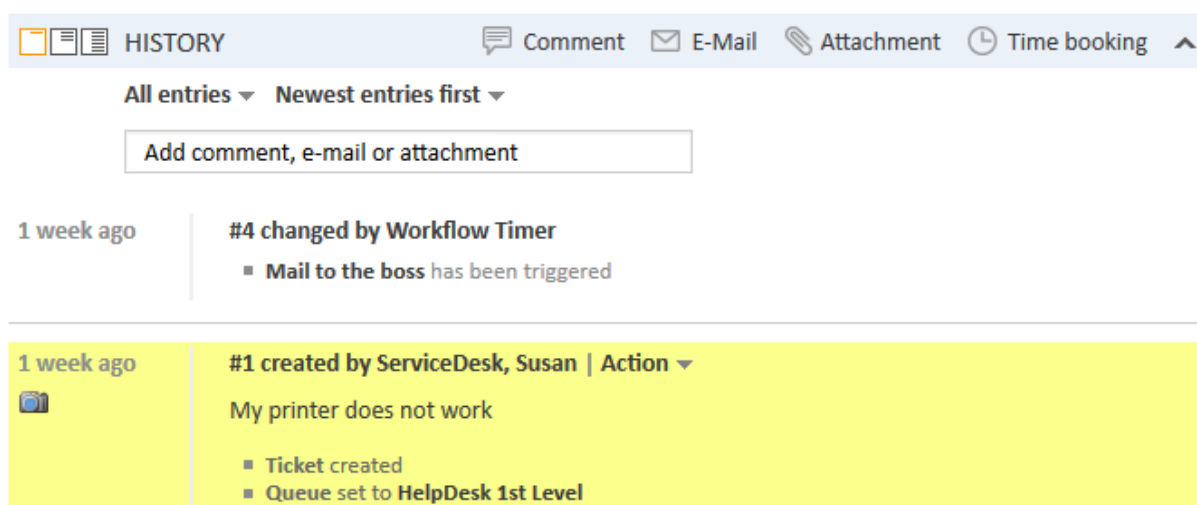 HISTORY Comment E-Mail Attachment Time booking
All entries Newest entries first
Add comment, e-mail or attachment
1 week ago #4 changed by Workflow Timer
Mail to the boss has been triggered
1 week ago #1 created by ServiceDesk, Susan | Action
My printer does not work
Ticket created
Queue set to HelpDesk 1st Level